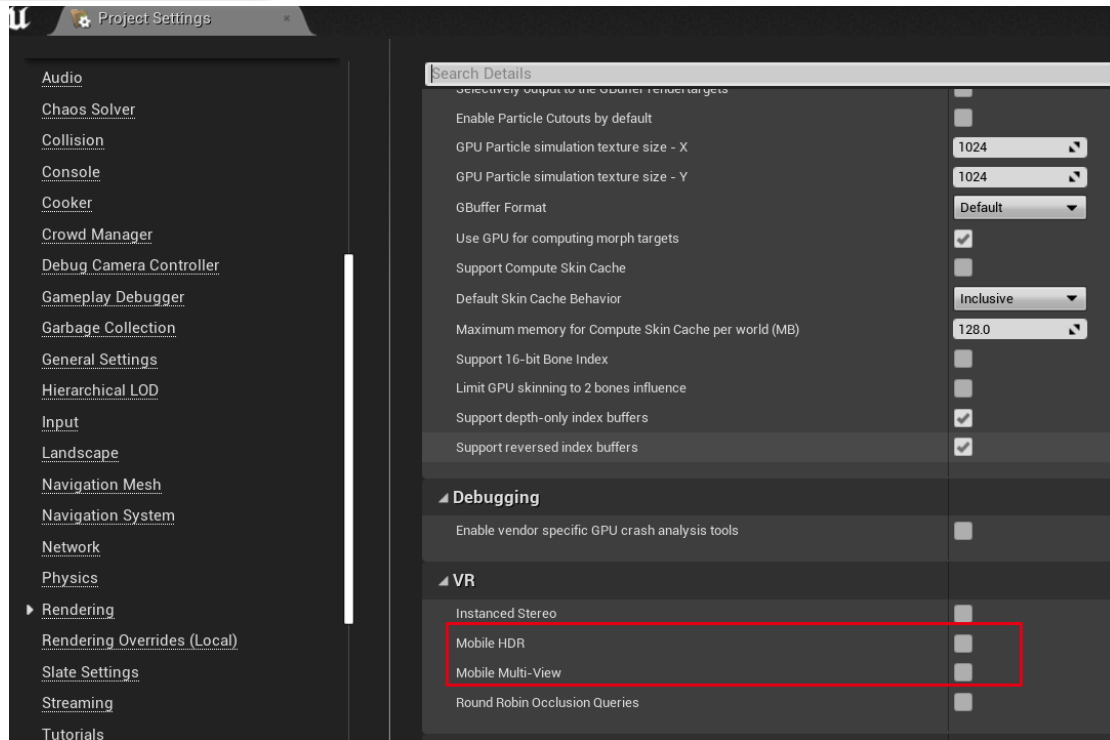 Project Settings
Search Details
Audio
Chaos Solver
Collision
Console
Cooker
Crowd Manager
Debug Camera Controller
Gameplay Debugger
Garbage Collection
General Settings
Hierarchical LOD
Input
Landscape
Navigation Mesh
Navigation System
Network
Physics
Rendering
Rendering Overrides (Local)
Slate Settings
Streaming
Tutorials
Selectively output to the GBuffer rendertargets
Enable Particle Cutouts by default
GPU Particle simulation texture size - X 1024
GPU Particle simulation texture size - Y 1024
GBuffer Format Default
Use GPU for computing morph targets
Support Compute Skin Cache
Default Skin Cache Behavior Inclusive
Maximum memory for Compute Skin Cache per world (MB) 128.0
Support 16-bit Bone Index
Limit GPU skinning to 2 bones influence
Support depth-only index buffers
Support reversed index buffers
Debugging
Enable vendor specific GPU crash analysis tools
VR
Instanced Stereo
Mobile HDR
Mobile Multi-View
Round Robin Occlusion Queries